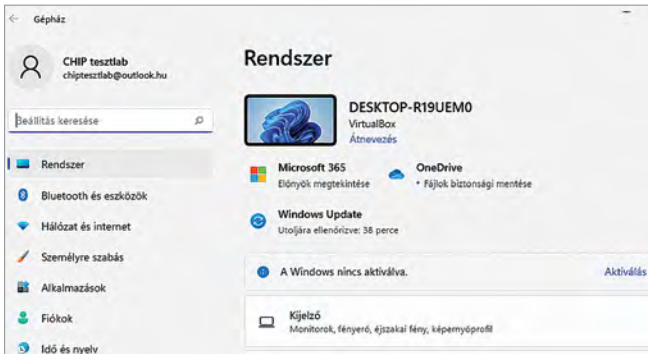 Gépház
CHIP tesztlab
chiptesztlab@outlook.hu
Beállítás keresése
Rendszer
Bluetooth és eszközök
Hálózat és internet
Személyre szabás
Alkalmazások
Fiókok
Idő és nyelv
Rendszer
DESKTOP-R19UEM0
VirtualBox
Átnevezés
Microsoft 365
Előnyök megtekintése
OneDrive
• Fájlok biztonsági mentése
Windows Update
Utoljára ellenőrizve: 38 perce
A Windows nincs aktiválva.
Aktiválás
Kijelző
Monitorok, fényerő, éjszakai fény, képernyőprofil